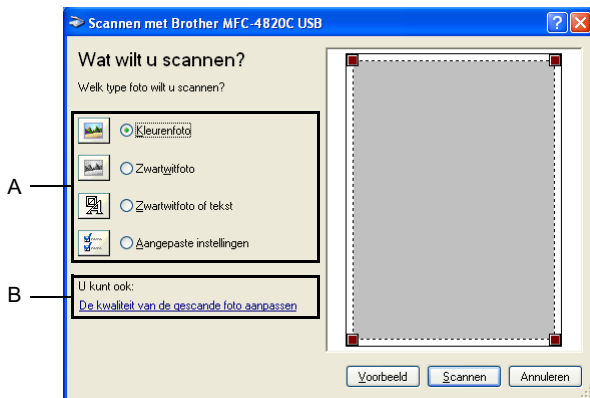 Scannen met Brother MFC-4820C USB
Wat wilt u scannen?
Welk type foto wilt u scannen?
A
Kleurenfoto
Zwartwitfoto
Zwartwitfoto of tekst
Aangepaste instellingen
B
U kunt ook:
De kwaliteit van de gescande foto aanpassen
Voorbeeld
Scannen
Annuleren